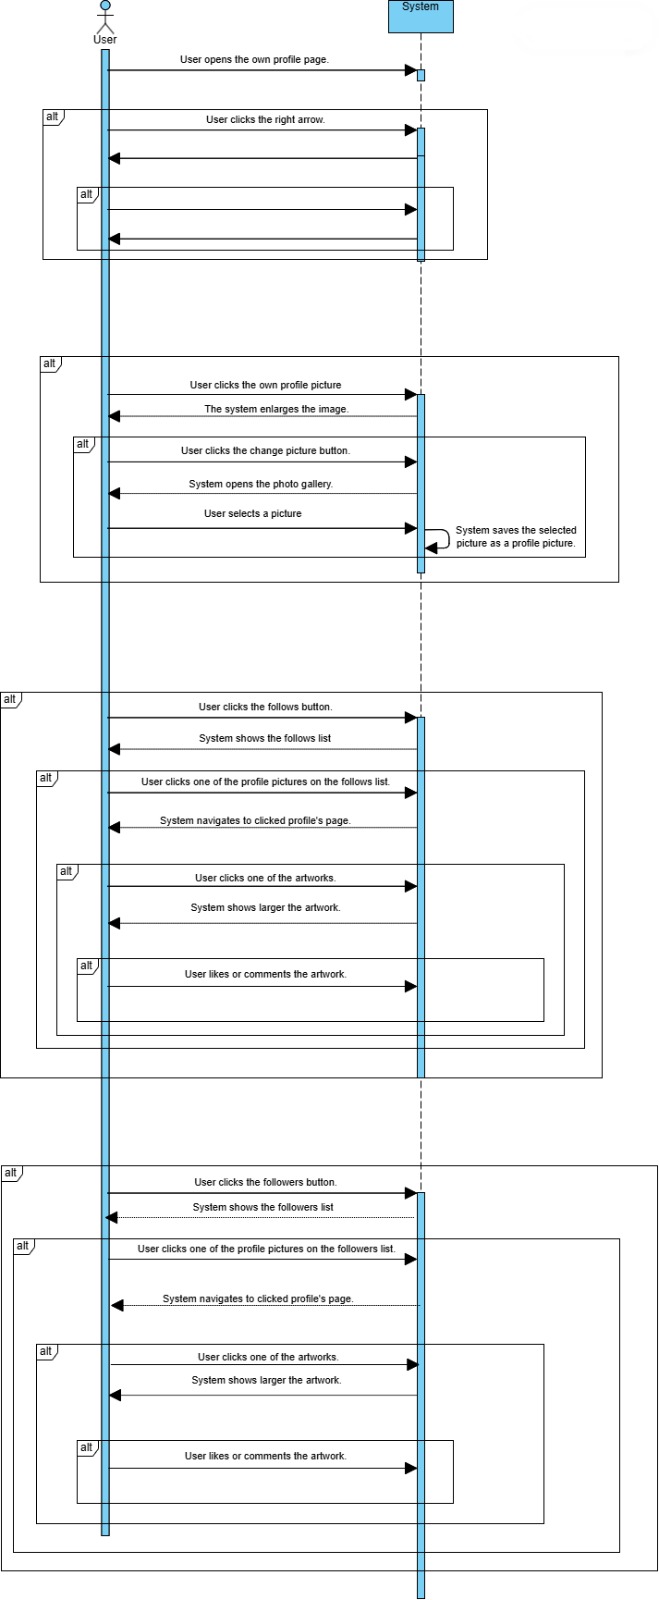 System
User
User opens the own profile page.
alt
User clicks the right arrow.
alt
alt
User clicks the own profile picture
The system enlarges the image.
alt
User clicks the change picture button.
System opens the photo gallery.
User selects a picture
System saves the selected
picture as a profile picture.
alt
User clicks the follows button.
System shows the follows list
alt
User clicks one of the profile pictures on the follows list.
System navigates to clicked profile's page.
alt
User clicks one of the artworks.
System shows larger the artwork.
alt
User likes or comments the artwork.
alt
User clicks the followers button.
System shows the followers list
alt
User clicks one of the profile pictures on the followers list.
System navigates to clicked profile's page.
alt
User clicks one of the artworks.
System shows larger the artwork.
alt
User likes or comments the artwork.